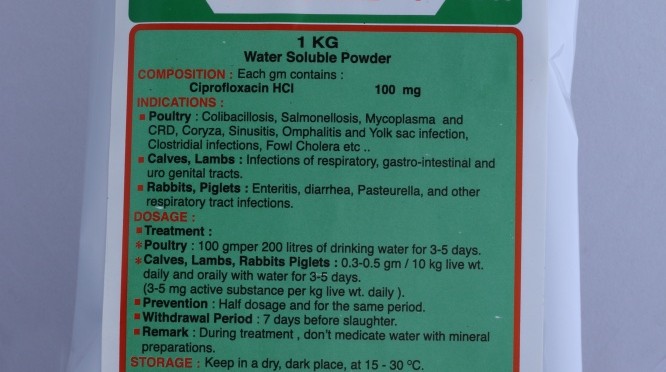 1 KG
Water Soluble Powder
COMPOSITION : Each gm contains :
Ciprofloxacin HCl 100 mg
INDICATIONS :
Poultry : Colibacillosis, Salmonellosis, Mycoplasma and
CRD, Coryza, Sinusitis, Omphalitis and Yolk sac infection,
Clostridial infections, Fowl Cholera etc ..
Calves, Lambs : Infections of respiratory, gastro-intestinal and
uro genital tracts.
Rabbits, Piglets : Enteritis, diarrhea, Pasteurella, and other
respiratory tract infections.
DOSAGE :
Treatment :
*Poultry : 100 gmper 200 litres of drinking water for 3-5 days.
*Calves, Lambs, Rabbits Piglets : 0.3-0.5 gm / 10 kg live wt.
daily and oraily with water for 3-5 days.
(3-5 mg active substance per kg live wt. daily ).
Prevention : Half dosage and for the same period.
Withdrawal Period : 7 days before slaughter.
Remark : During treatment , don't medicate water with mineral
preparations.
STORAGE : Keep in a dry, dark place, at 15 - 30 ºC.